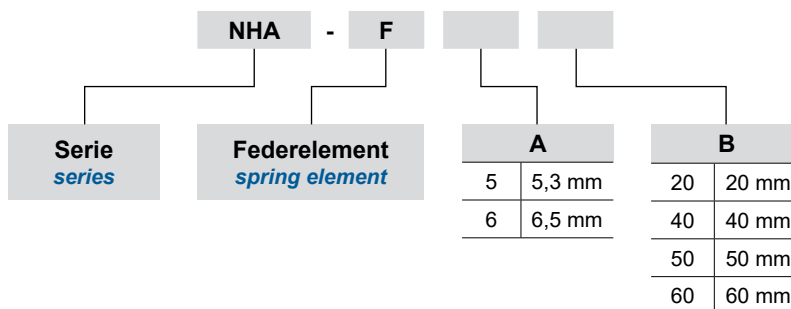 NHA - F
Serie
series
Federelement
spring element
A
5 5,3 mm
6 6,5 mm
B
20 20 mm
40 40 mm
50 50 mm
60 60 mm